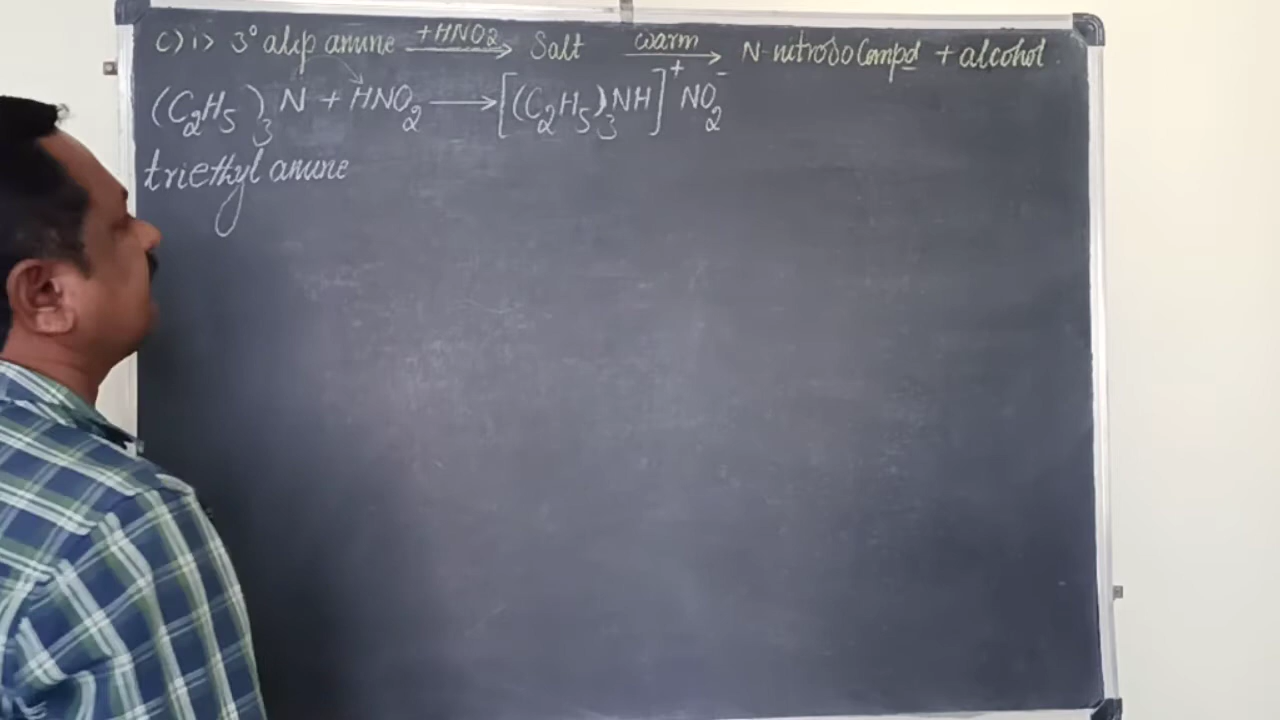 c) i> 3° alip amine +HNO₂ → Salt warm → N-nitroso Compd + alcohol.
(C₂H₅)₃N + HNO₂ ⟶ [(C₂H₅)₃NH]⁺ NO₂⁻
triethyl amine